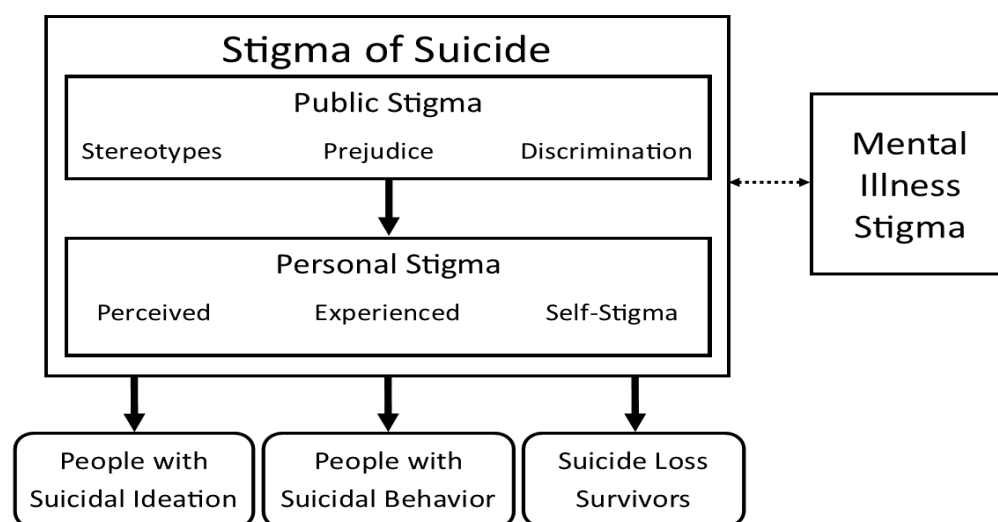 Stigma of Suicide
Public Stigma
Stereotypes Prejudice Discrimination
Personal Stigma
Perceived Experienced Self-Stigma
Mental
Illness
Stigma
People with
Suicidal Ideation
People with
Suicidal Behavior
Suicide Loss
Survivors